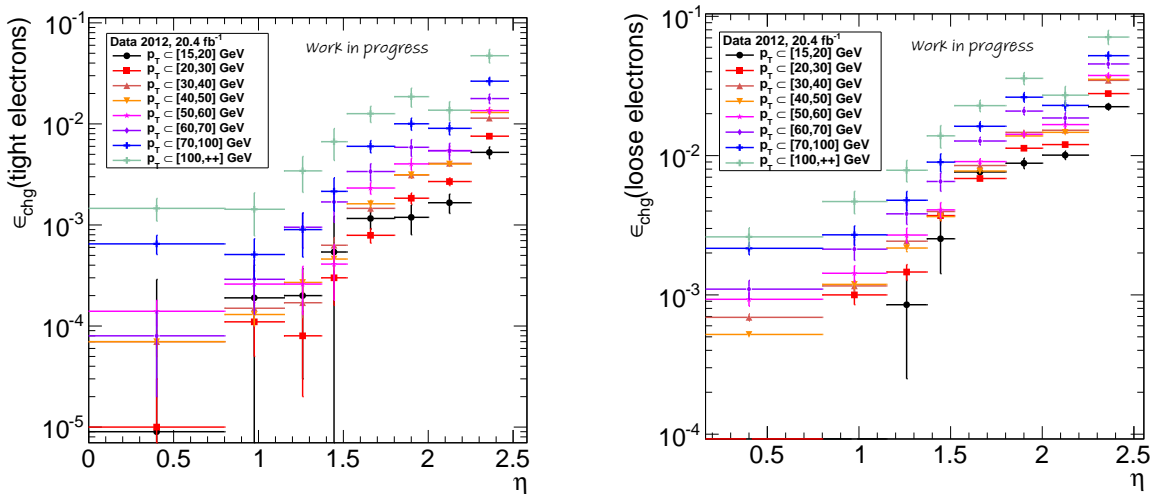 ε_chg(tight electrons)
10⁻¹
10⁻²
10⁻³
10⁻⁴
10⁻⁵
Data 2012, 20.4 fb⁻¹
p_T ⊂ [15,20] GeV
p_T ⊂ [20,30] GeV
p_T ⊂ [30,40] GeV
p_T ⊂ [40,50] GeV
p_T ⊂ [50,60] GeV
p_T ⊂ [60,70] GeV
p_T ⊂ [70,100] GeV
p_T ⊂ [100,++] GeV
Work in progress
0 0.5 1 1.5 2 2.5
η
ε_chg(loose electrons)
10⁻¹
10⁻²
10⁻³
10⁻⁴
Data 2012, 20.4 fb⁻¹
p_T ⊂ [15,20] GeV
p_T ⊂ [20,30] GeV
p_T ⊂ [30,40] GeV
p_T ⊂ [40,50] GeV
p_T ⊂ [50,60] GeV
p_T ⊂ [60,70] GeV
p_T ⊂ [70,100] GeV
p_T ⊂ [100,++] GeV
Work in progress
0.5 1 1.5 2 2.5
η